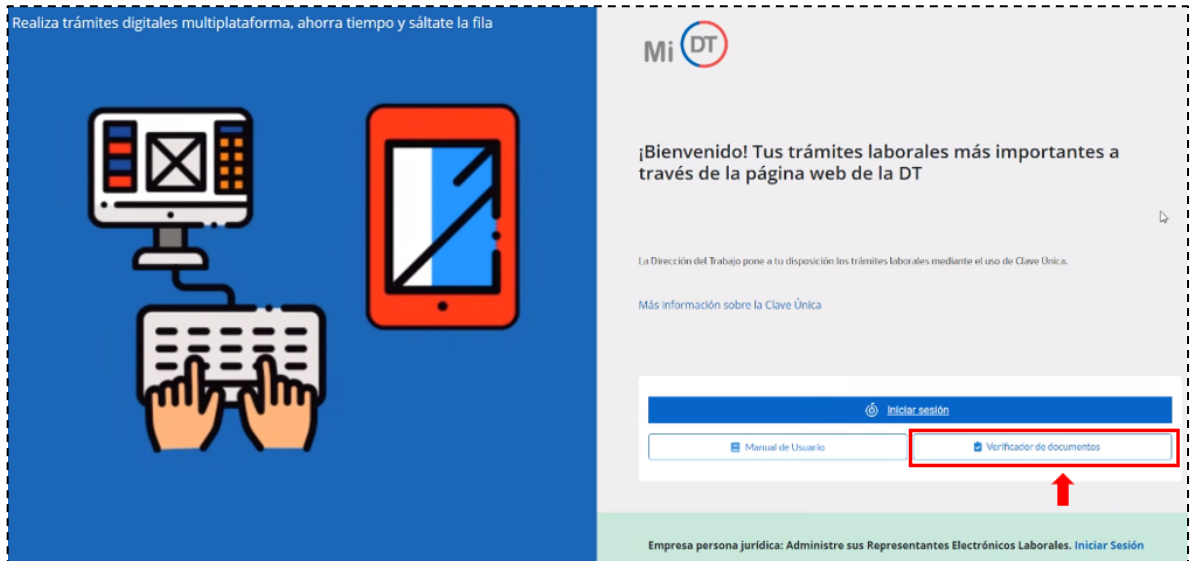 Realiza trámites digitales multiplataforma, ahorra tiempo y sáltate la fila
Mi DT
¡Bienvenido! Tus trámites laborales más importantes a
través de la página web de la DT
La Dirección del Trabajo pone a tu disposición los trámites laborales mediante el uso de Clave Única.
Más información sobre la Clave Única
Iniciar sesión
Manual de Usuario
Verificador de documentos
Empresa persona jurídica: Administre sus Representantes Electrónicos Laborales. Iniciar Sesión